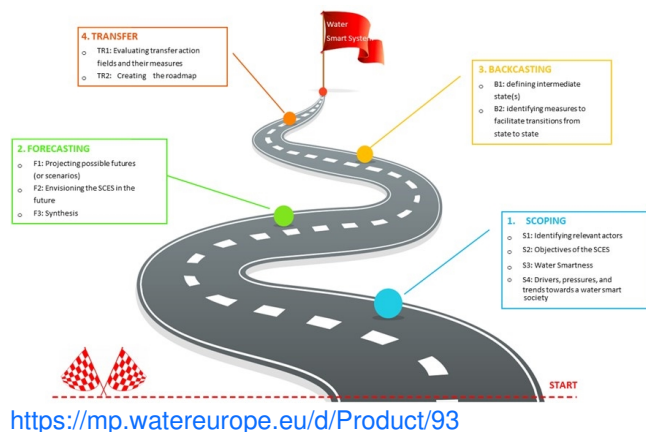 Water
Smart System
4. TRANSFER
o TR1: Evaluating transfer action
fields and their measures
o TR2: Creating the roadmap
3. BACKCASTING
o B1: defining intermediate
state(s)
o B2: identifying measures to
facilitate transitions from
state to state
2. FORECASTING
o F1: Projecting possible futures
(or scenarios)
o F2: Envisioning the SCES in the
future
o F3: Synthesis
1. SCOPING
o S1: Identifying relevant actors
o S2: Objectives of the SCES
o S3: Water Smartness
o S4: Drivers, pressures, and
trends towards a water smart
society
START
https://mp.watereurope.eu/d/Product/93